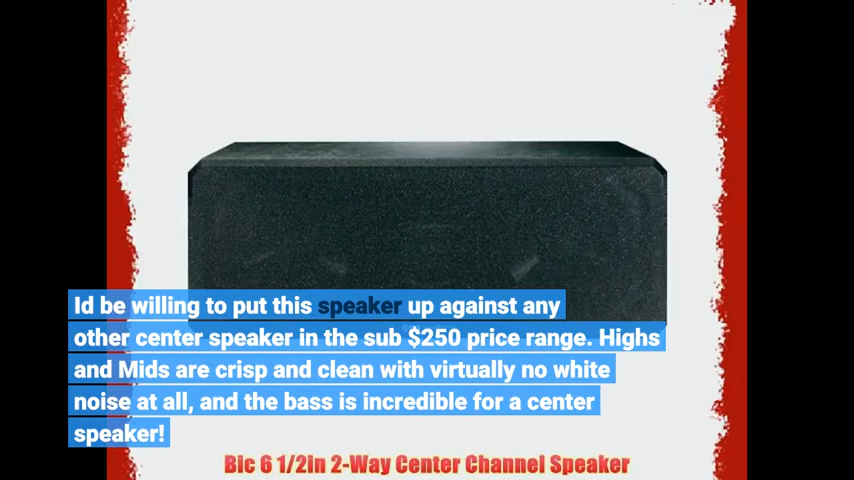 Id be willing to put this speaker up against any
other center speaker in the sub $250 price range. Highs
and Mids are crisp and clean with virtually no white
noise at all, and the bass is incredible for a center
speaker!
Bic 6 1/2in 2-Way Center Channel Speaker